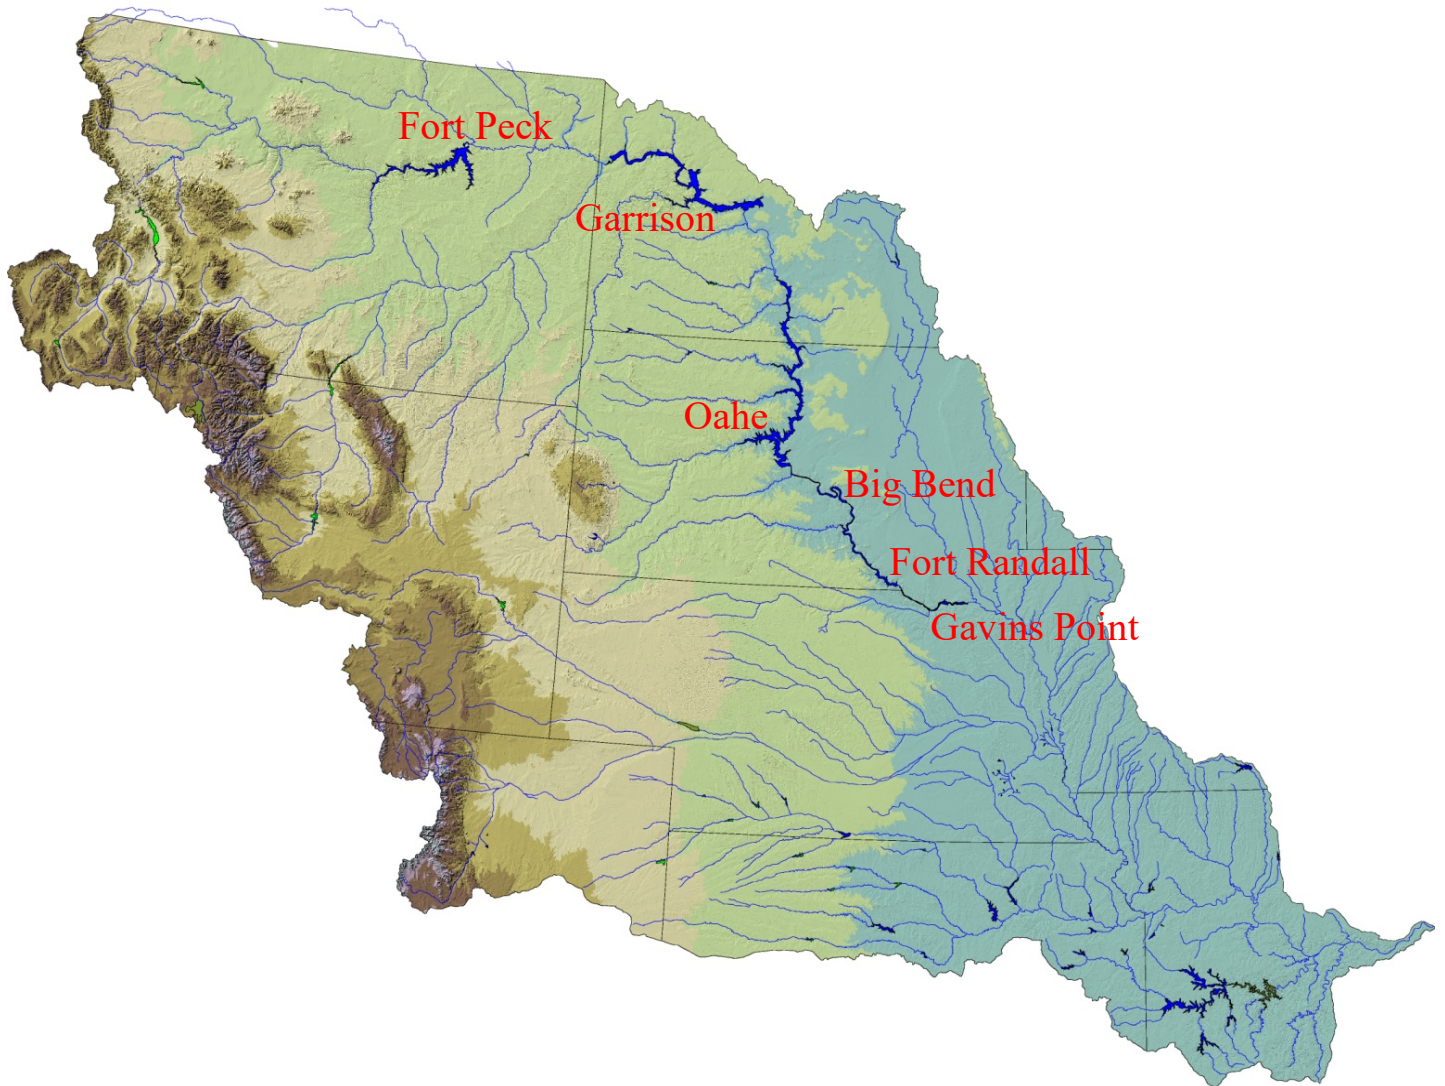 Fort Peck
Garrison
Oahe
Big Bend
Fort Randall
Gavins Point